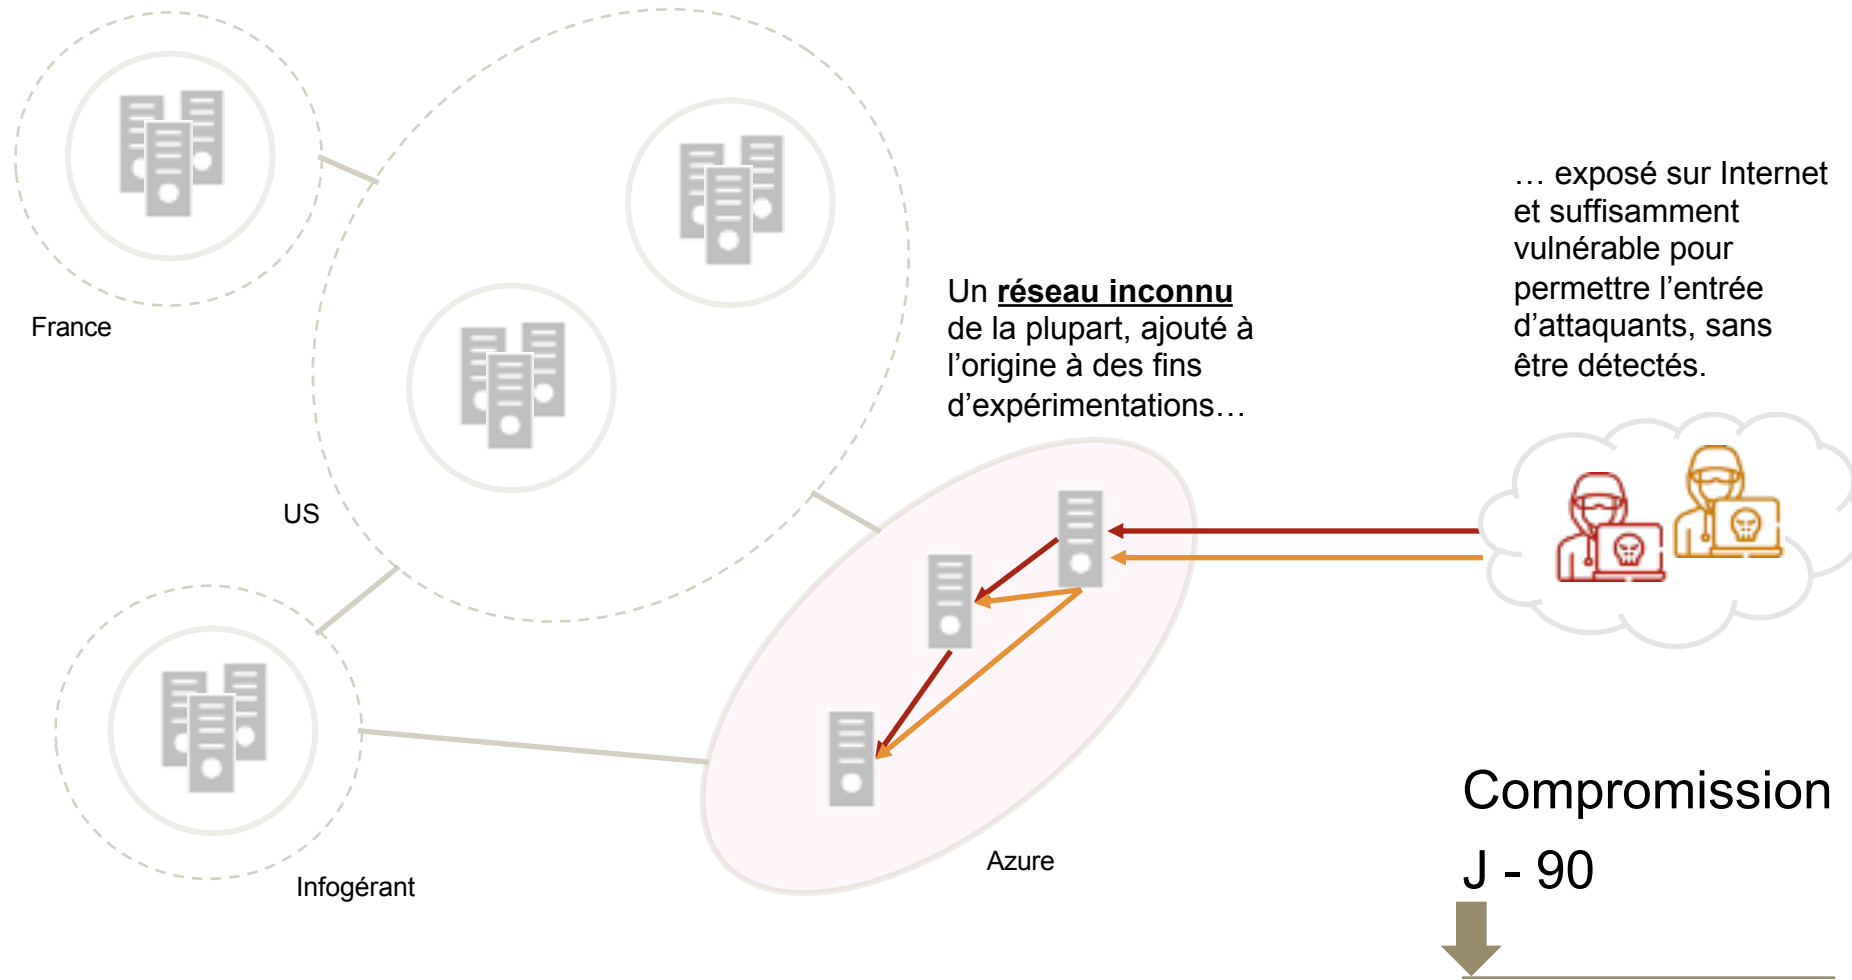 France
US
Infogérant
Un réseau inconnu
de la plupart, ajouté à
l’origine à des fins
d’expérimentations…
Azure
… exposé sur Internet
et suffisamment
vulnérable pour
permettre l’entrée
d’attaquants, sans
être détectés.
Compromission
J - 90